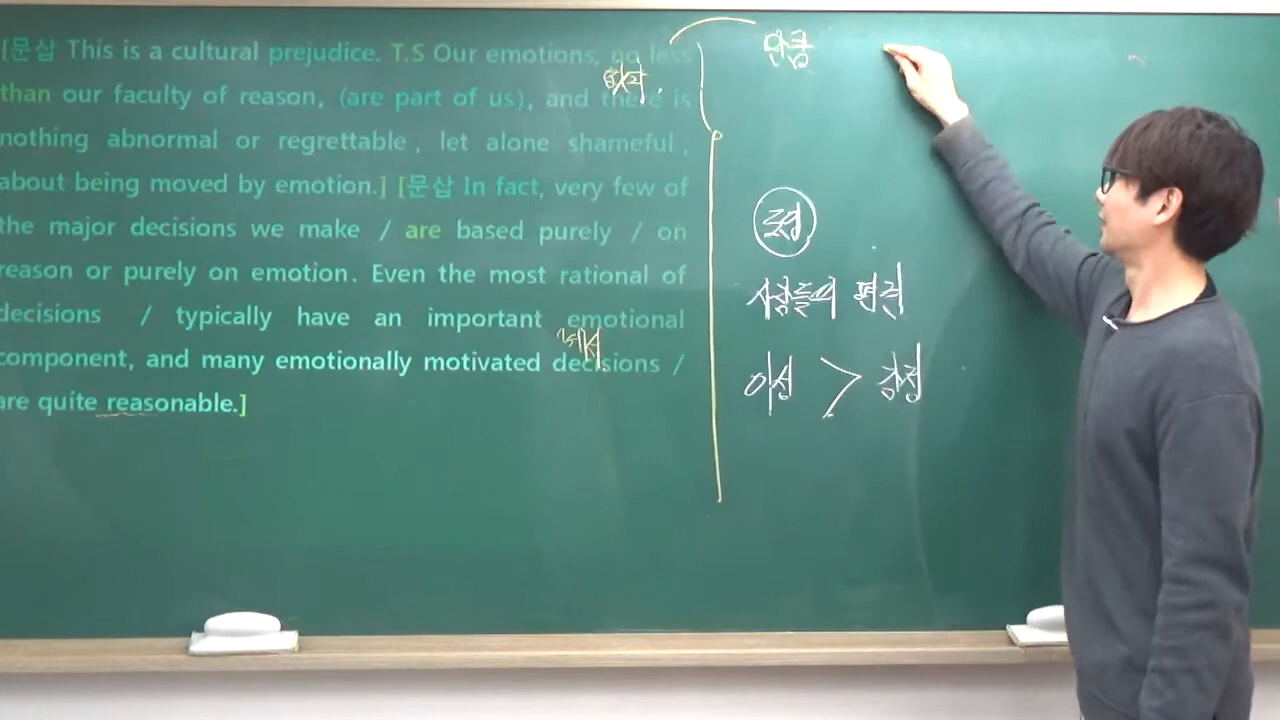 [문삽 This is a cultural prejudice. T.S Our emotions, no less
than our faculty of reason, (are part of us), and there is
nothing abnormal or regrettable, let alone shameful,
about being moved by emotion.] [문삽 In fact, very few of
the major decisions we make / are based purely / on
reason or purely on emotion. Even the most rational of
decisions / typically have an important emotional
component, and many emotionally motivated decisions /
are quite reasonable.]
만큼
사람들의 편견
이성 > 감정